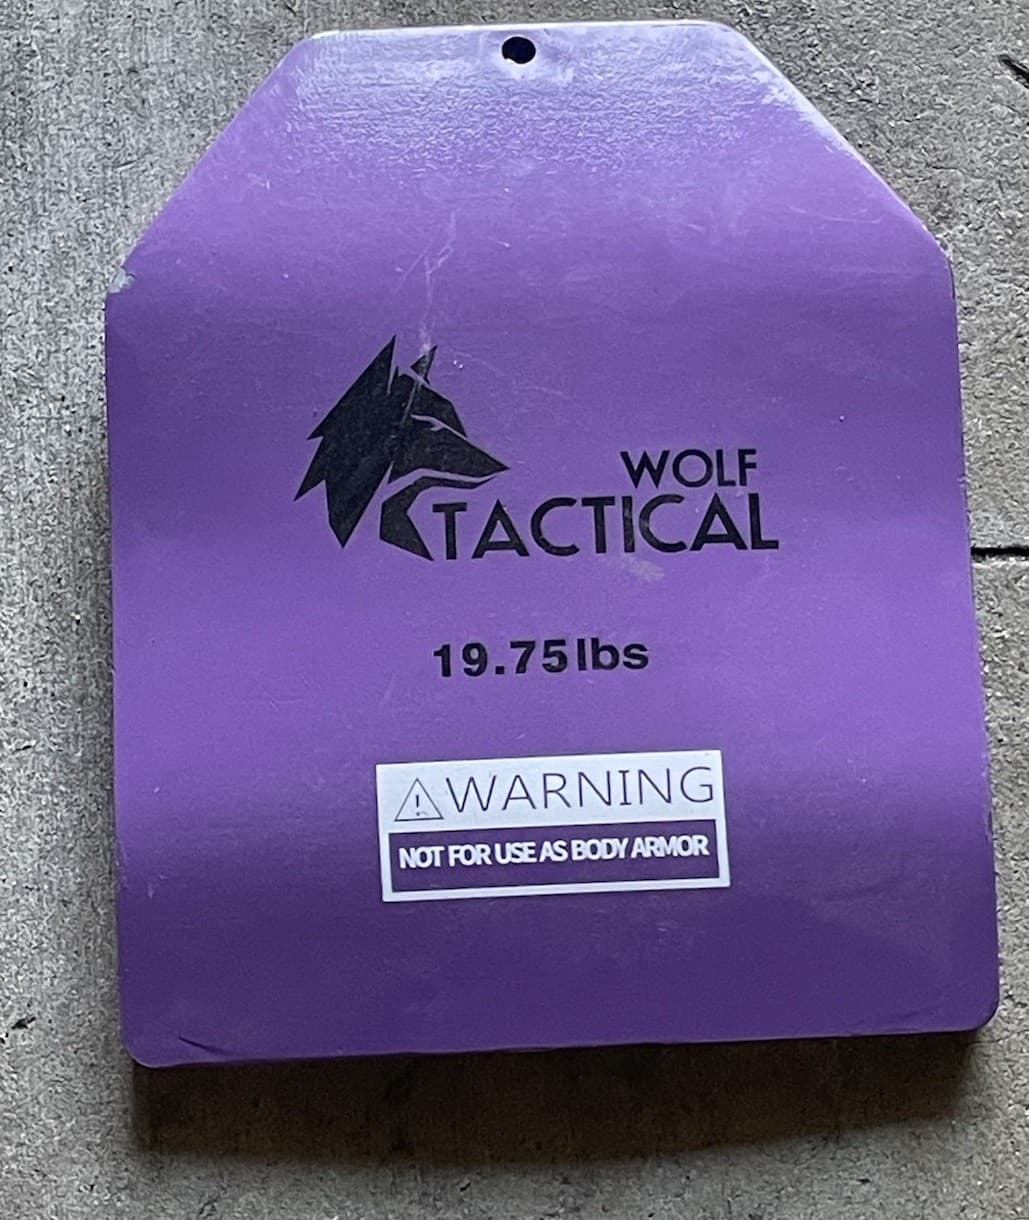 WOLF
TACTICAL
19.75lbs
WARNING
NOT FOR USE AS BODY ARMOR